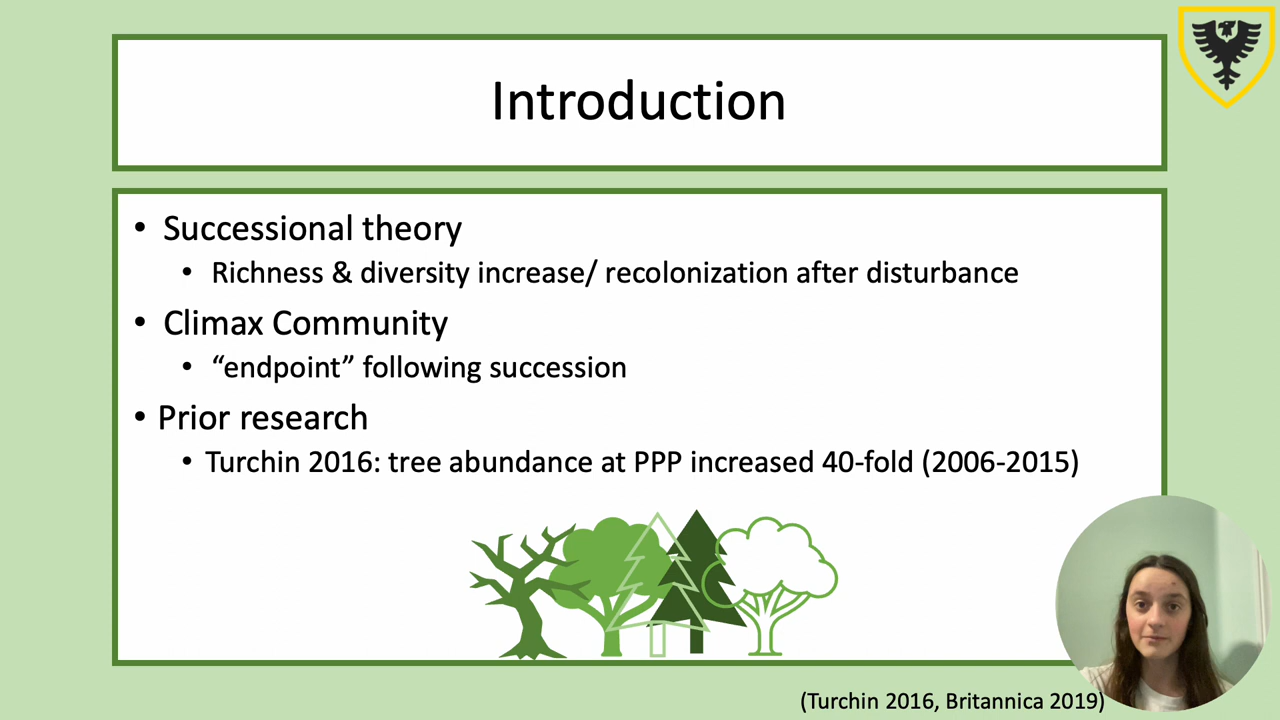 Introduction
• Successional theory
• Richness & diversity increase/ recolonization after disturbance
• Climax Community
• “endpoint” following succession
• Prior research
• Turchin 2016: tree abundance at PPP increased 40-fold (2006-2015)
(Turchin 2016, Britannica 2019)